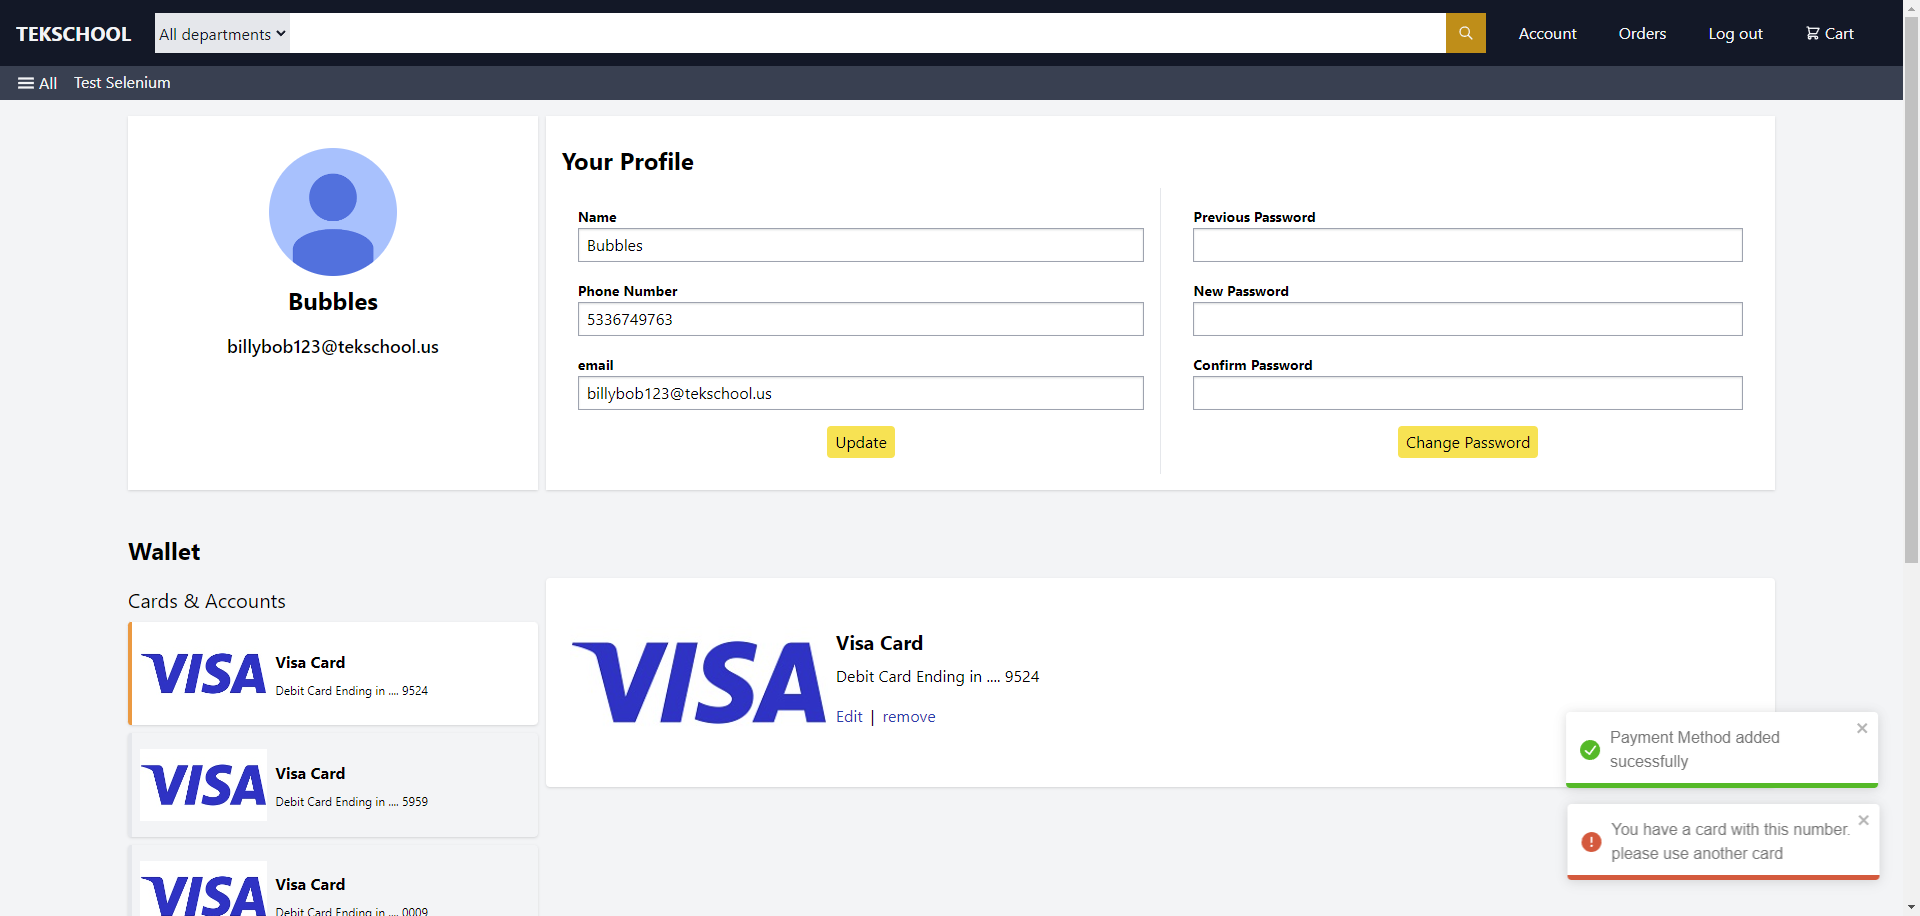 TEKSCHOOL
All departments
Account
Orders
Log out
Cart
All
Test Selenium
Bubbles
billybob123@tekschool.us
Your Profile
Name
Bubbles
Phone Number
5336749763
email
billybob123@tekschool.us
Update
Previous Password
New Password
Confirm Password
Change Password
Wallet
Cards & Accounts
VISA
Visa Card
Debit Card Ending in .... 9524
VISA
Visa Card
Debit Card Ending in .... 5959
VISA
Visa Card
Debit Card Ending in .... 0009
VISA
Visa Card
Debit Card Ending in .... 9524
Edit | remove
Payment Method added
sucessfully
You have a card with this number.
please use another card